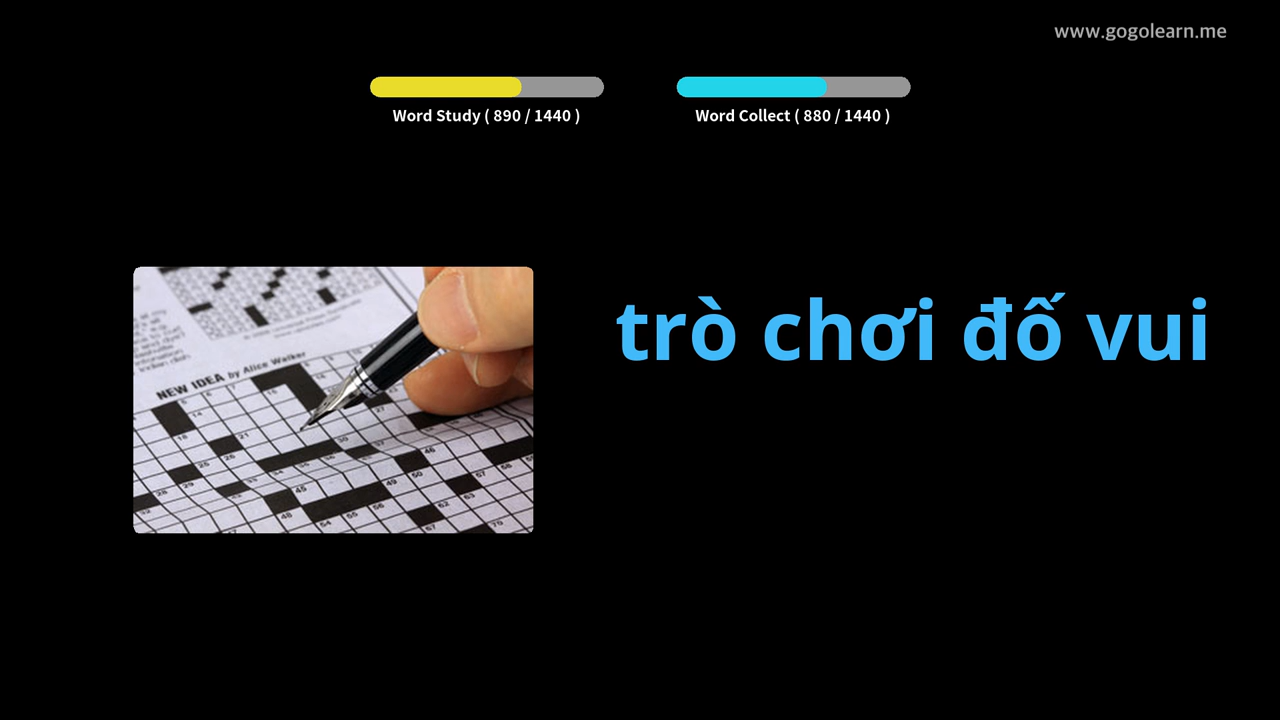 www.gogolearn.me
Word Study ( 890 / 1440 )
Word Collect ( 880 / 1440 )
trò chơi đố vui
NEW IDEA by Alice Walker